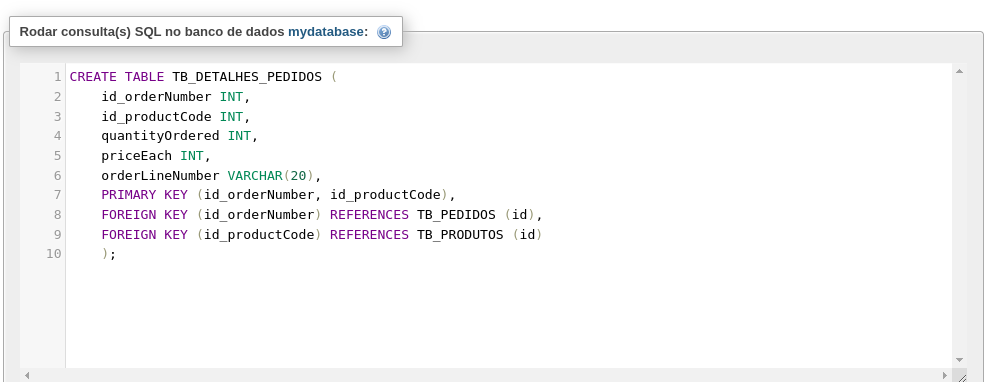 Rodar consulta(s) SQL no banco de dados mydatabase:
1 CREATE TABLE TB_DETALHES_PEDIDOS (
2 id_orderNumber INT,
3 id_productCode INT,
4 quantityOrdered INT,
5 priceEach INT,
6 orderLineNumber VARCHAR(20),
7 PRIMARY KEY (id_orderNumber, id_productCode),
8 FOREIGN KEY (id_orderNumber) REFERENCES TB_PEDIDOS (id),
9 FOREIGN KEY (id_productCode) REFERENCES TB_PRODUTOS (id)
10 );